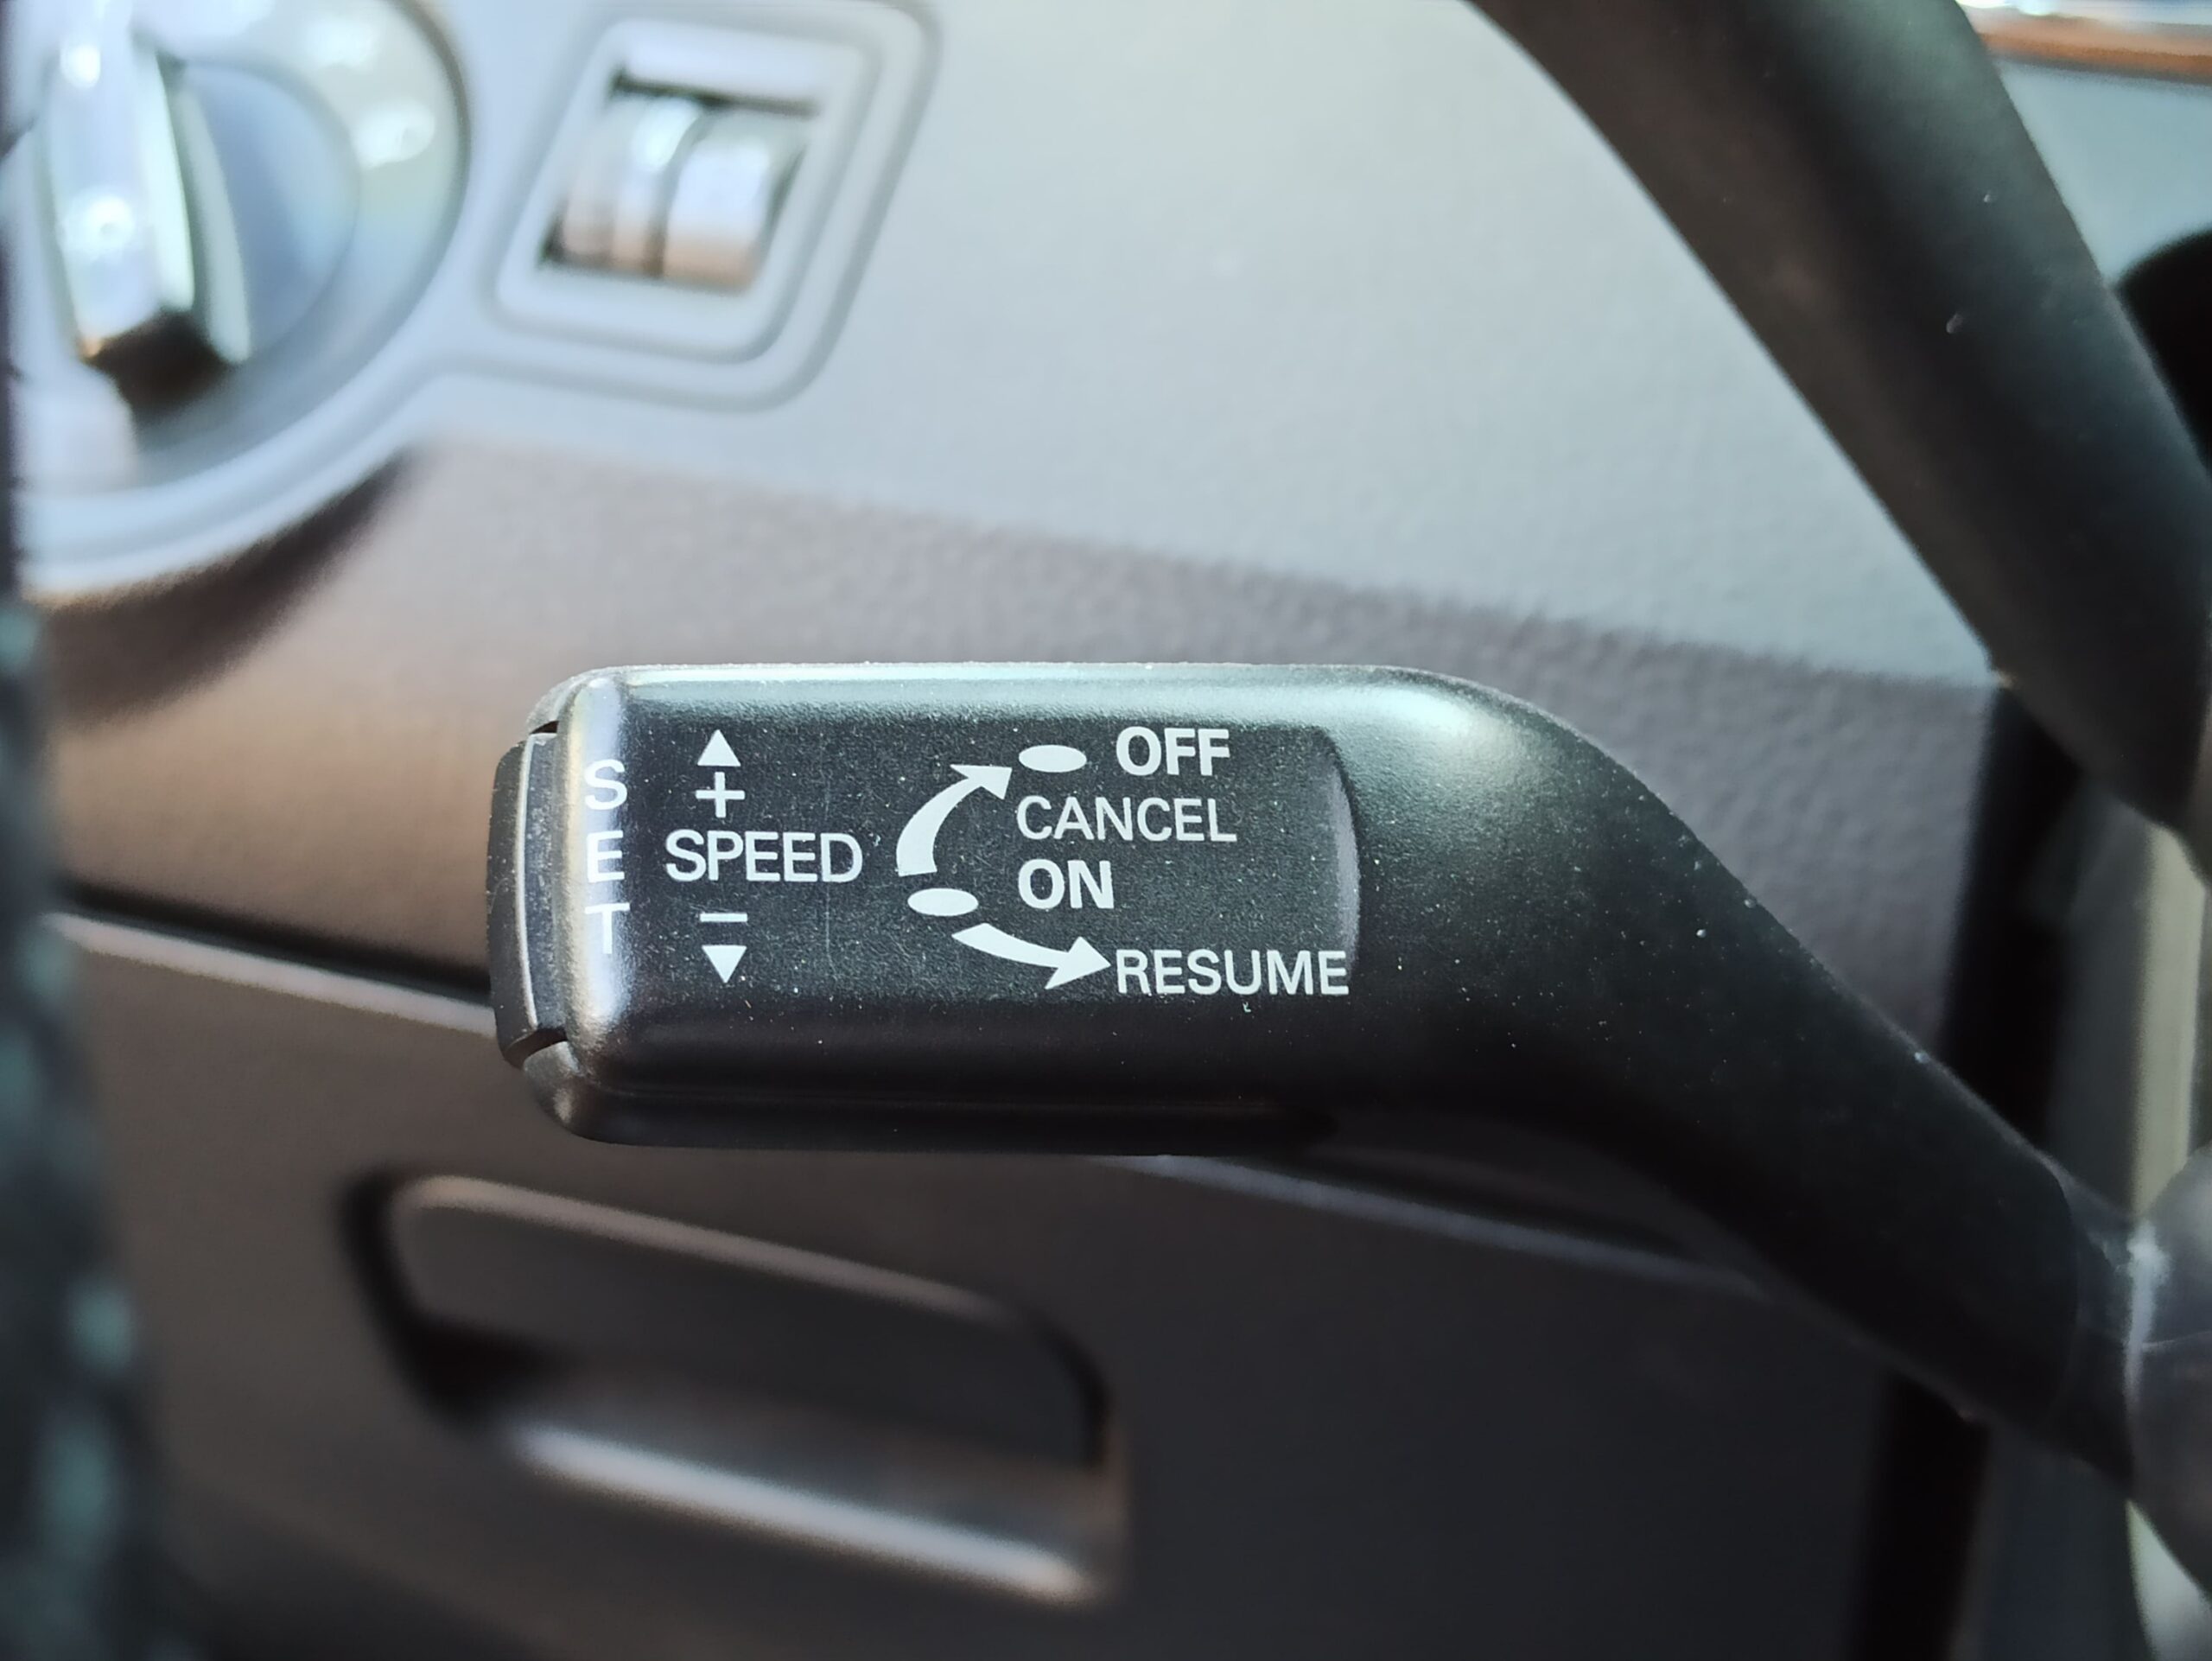 SET
+
SPEED
−
OFF
CANCEL
ON
RESUME